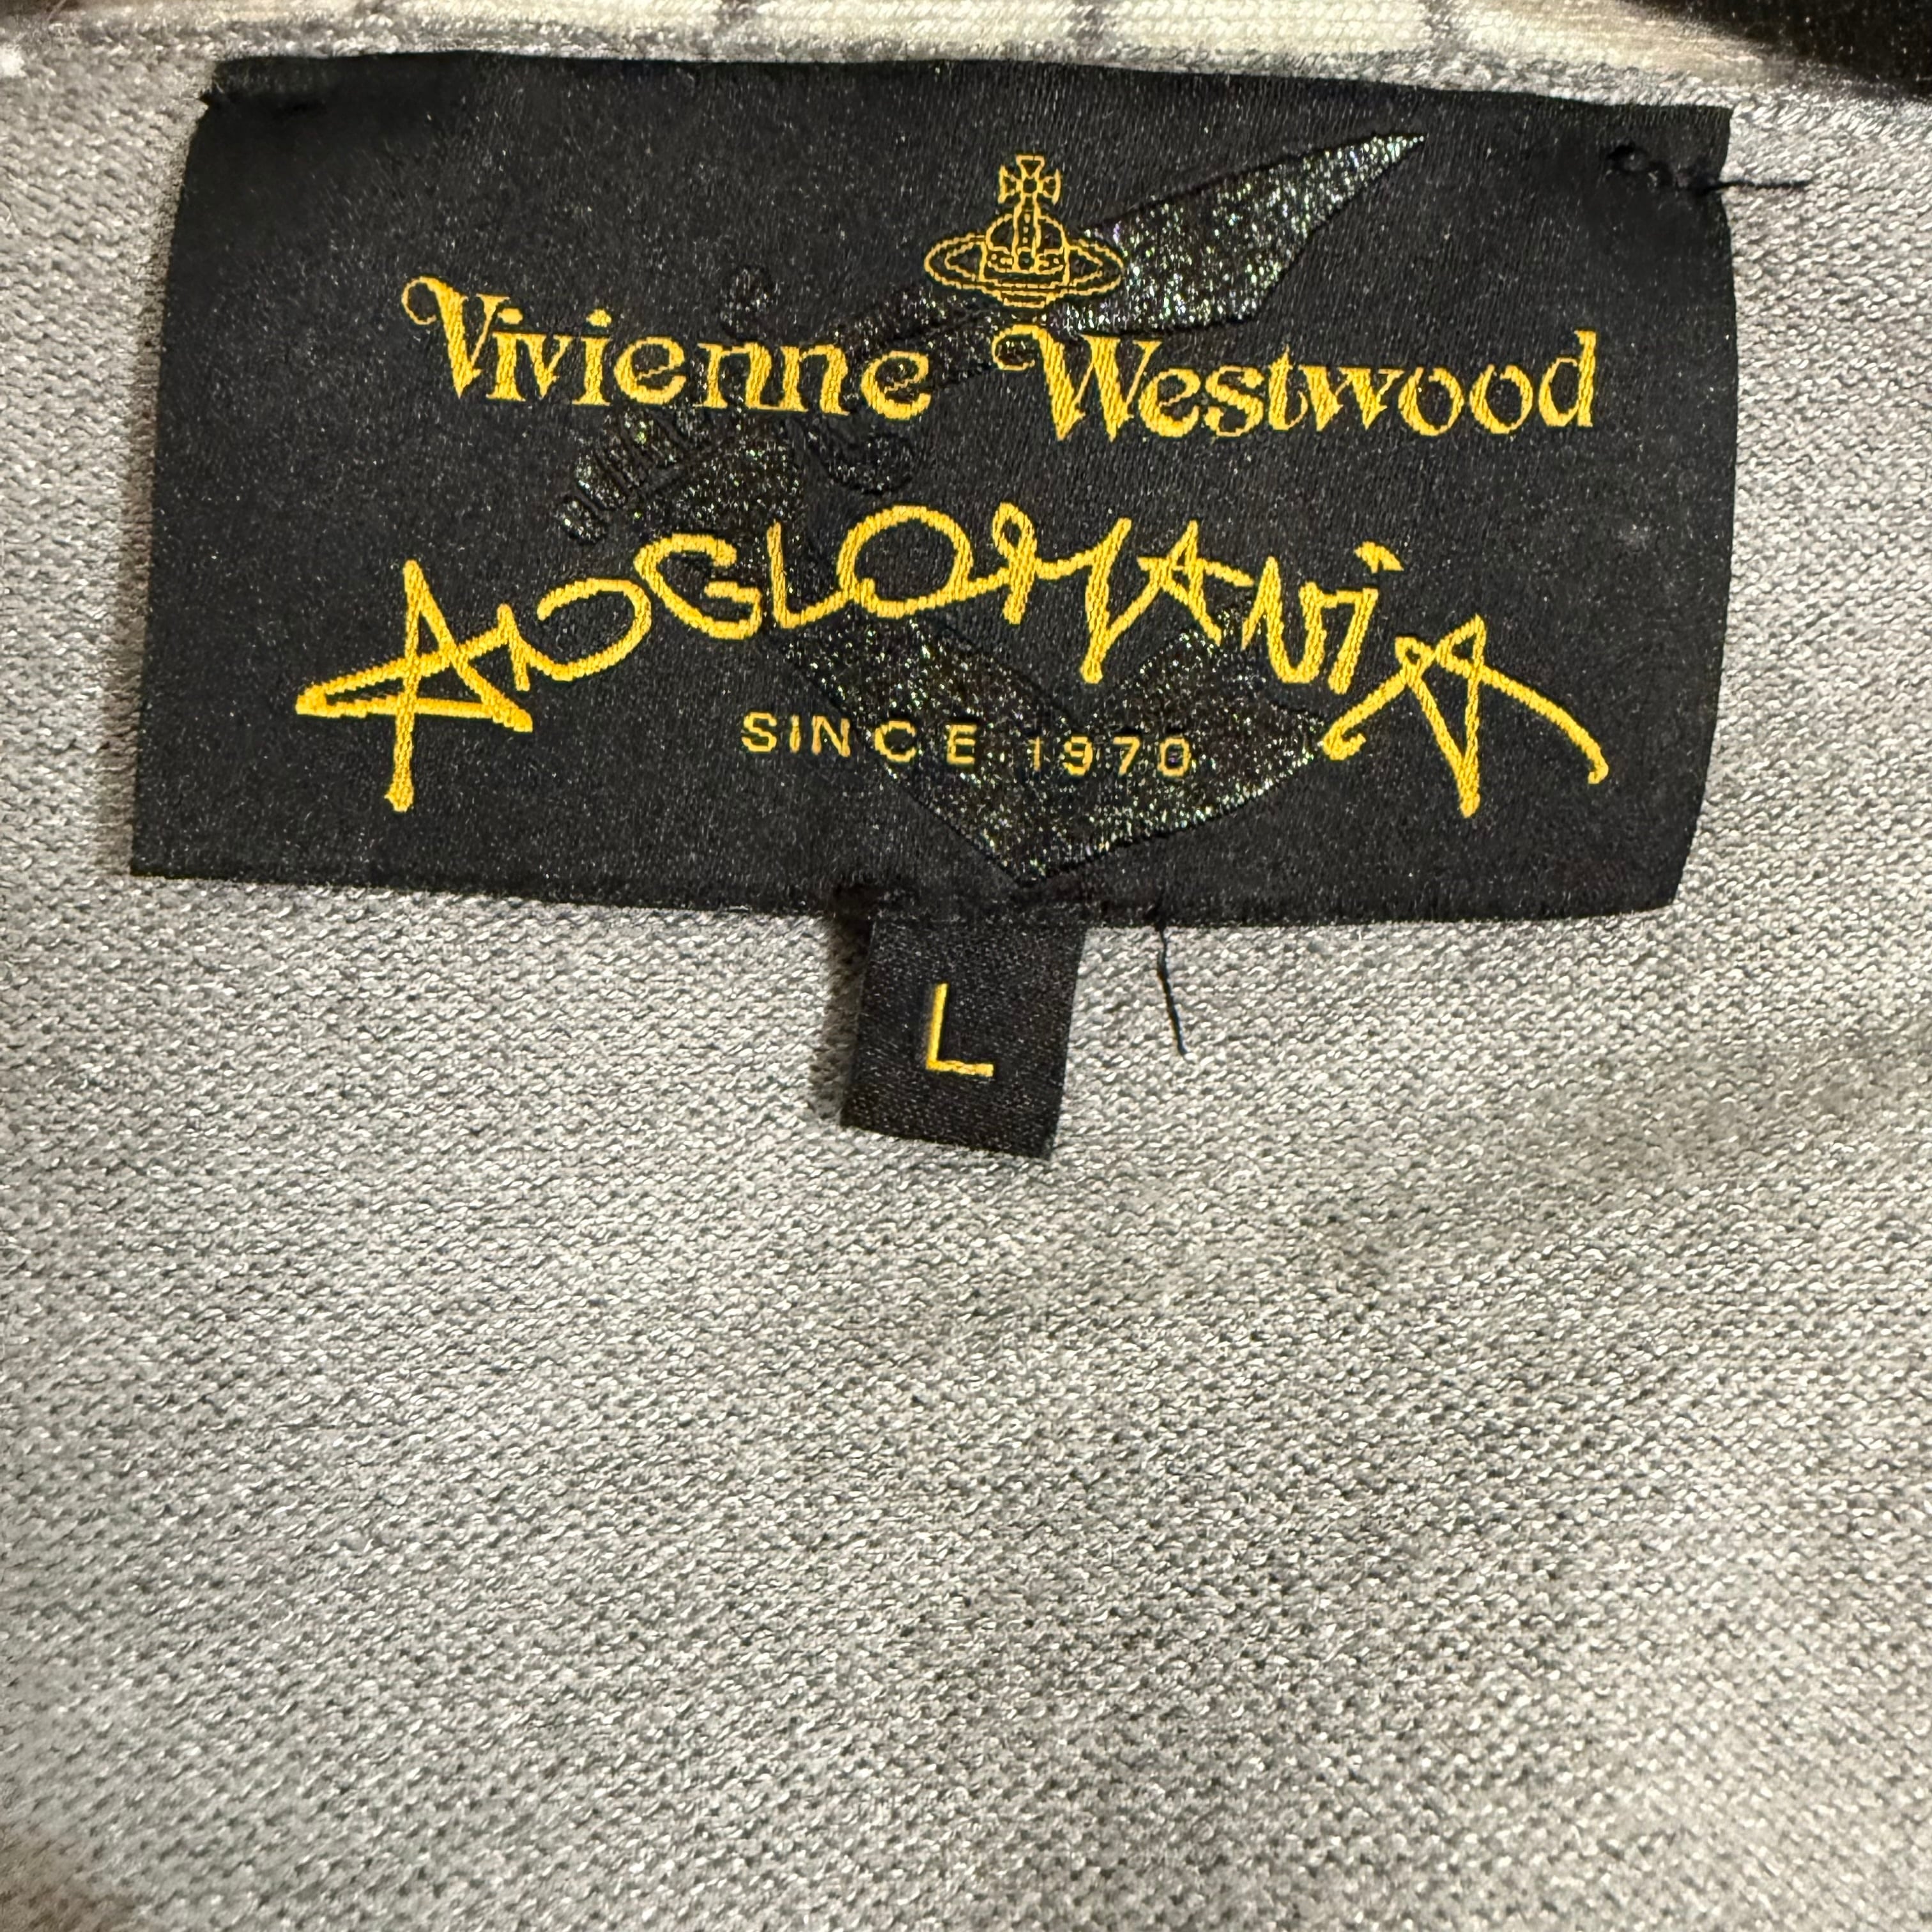 Vivienne Westwood
ANGLOMANIA
SINCE 1970
L